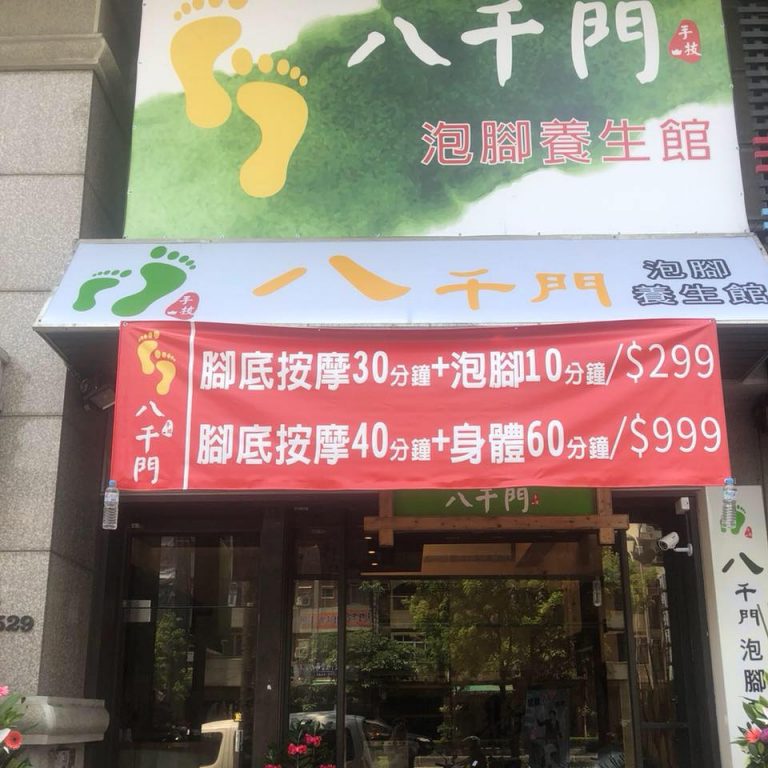 八千門
手技
泡腳養生館
手技
八千門
泡腳
養生館
八千門
腳底按摩30分鐘+泡腳10分鐘/$299
腳底按摩40分鐘+身體60分鐘/$999
八千門
八千門泡腳
529